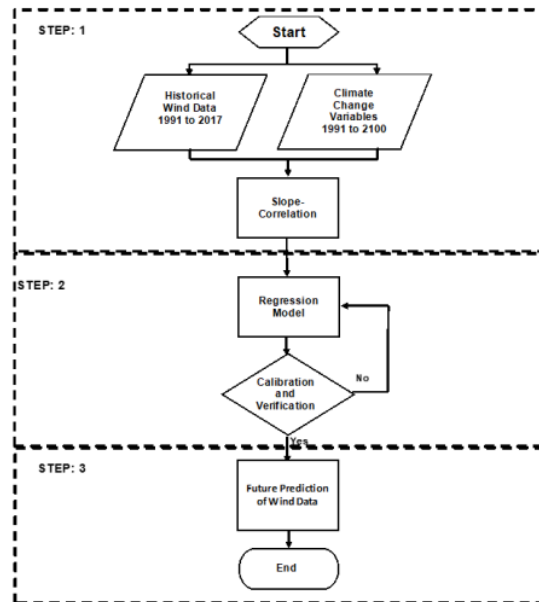 STEP: 1
Start
Historical
Wind Data
1991 to 2017
Climate
Change
Variables
1991 to 2100
Slope-
Correlation
STEP: 2
Regression
Model
Calibration
and
Verification
No
Yes
STEP: 3
Future Prediction
of Wind Data
End